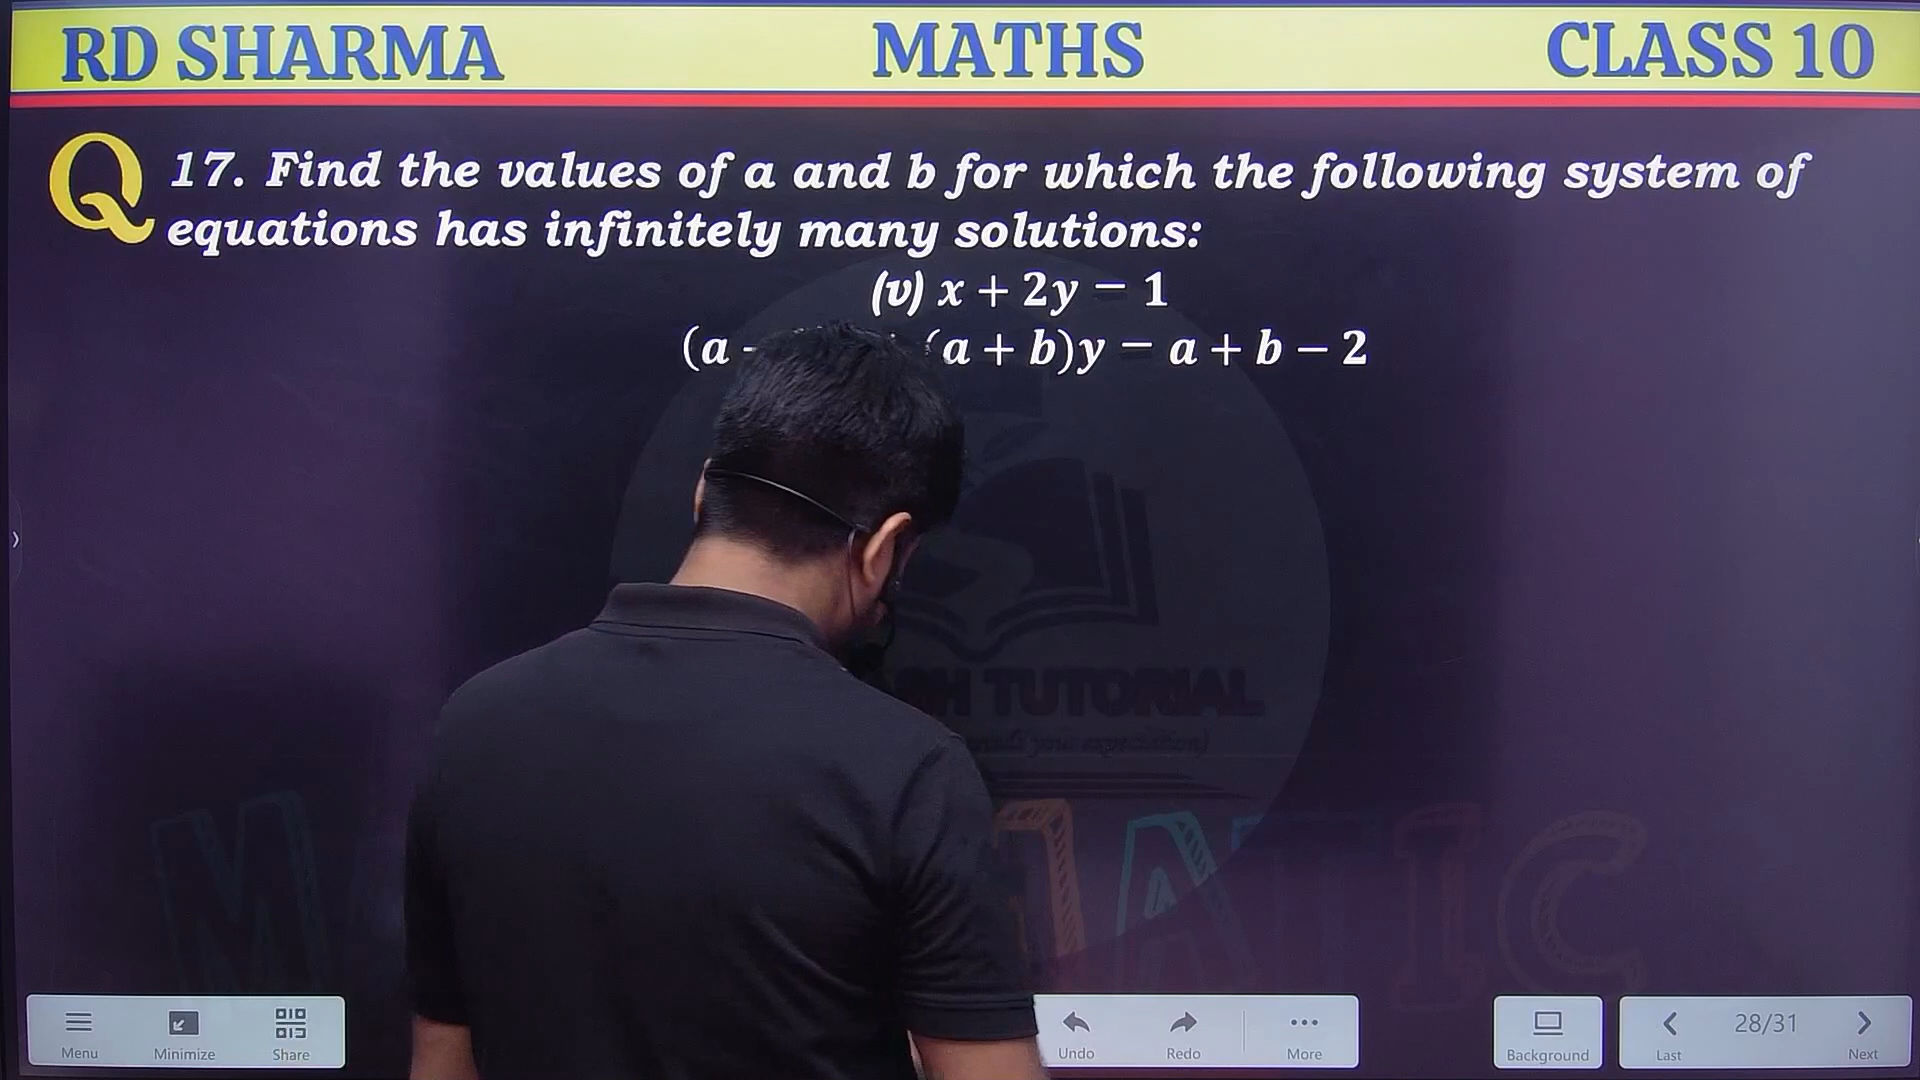 RD SHARMA MATHS CLASS 10
Q 17. Find the values of a and b for which the following system of
equations has infinitely many solutions:
(v) x + 2y = 1
(a - (a + b)y = a + b - 2
TUTORIAL
Menu Minimize Share Undo Redo More Background Last 28/31 Next